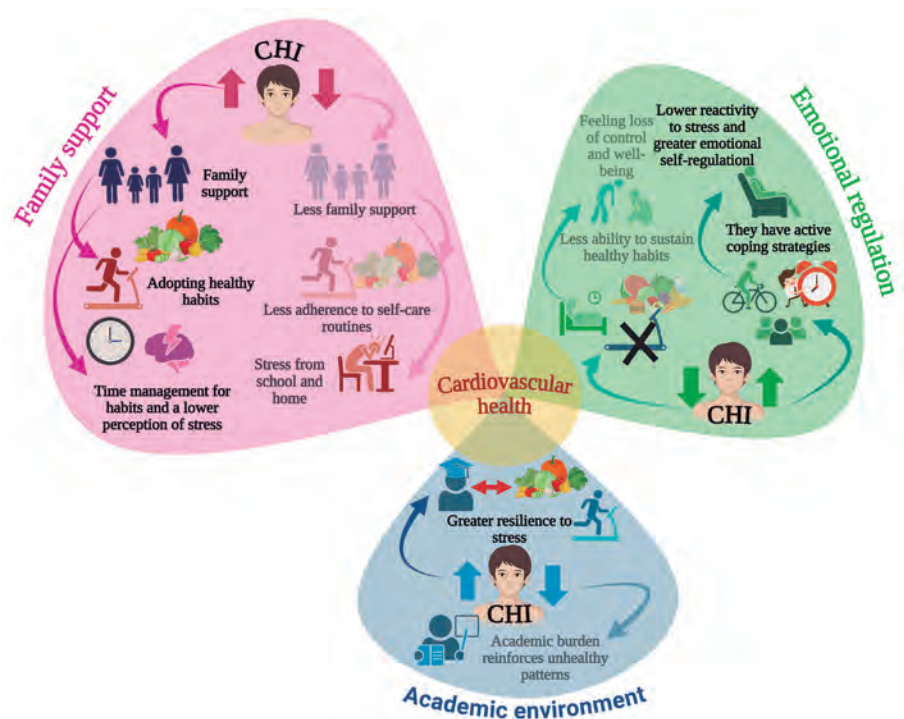 Family support
CHI
Family
support
Less family support
Adopting healthy
habits
Less adherence to self-care
routines
Stress from
school and
home
Time management for
habits and a lower
perception of stress
Emotional regulation
Feeling loss
of control
and well-
being
Lower reactivity
to stress and
greater emotional
self-regulationl
Less ability to sustain
healthy habits
They have active
coping strategies
CHI
Cardiovascular
health
Greater resilience to
stress
CHI
Academic burden
reinforces unhealthy
patterns
Academic environment